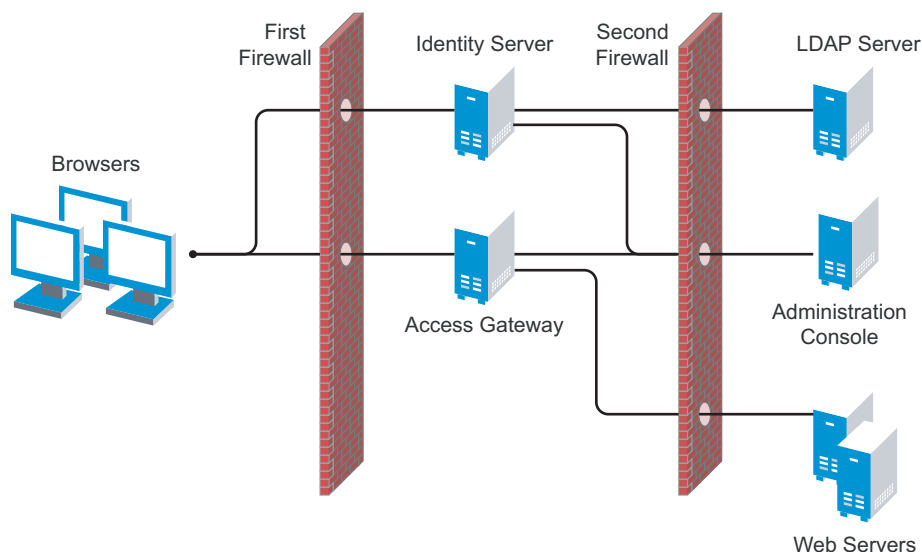 First
Firewall
Identity Server
Second
Firewall
LDAP Server
Browsers
Access Gateway
Administration
Console
Web Servers